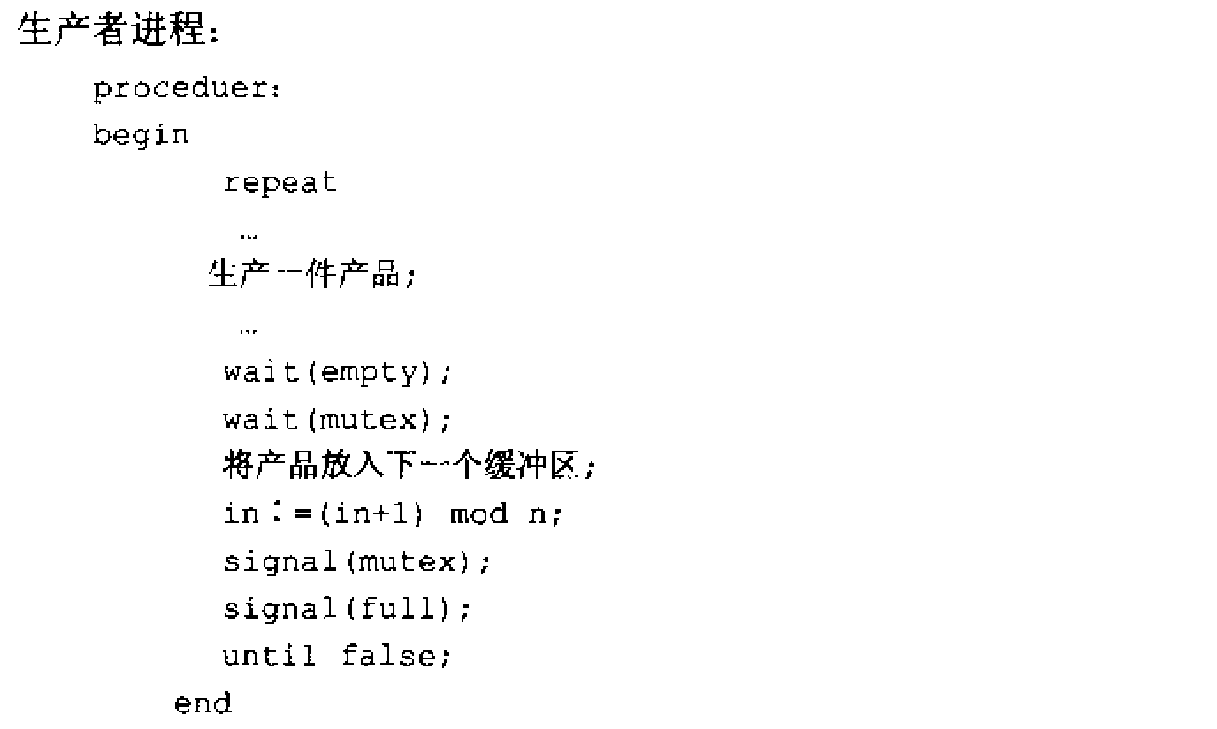 生产者进程：
proceduer：
begin
repeat
…
生产一件产品；
…
wait(empty);
wait(mutex);
将产品放入下一个缓冲区；
in：=(in+1) mod n;
signal(mutex);
signal(full);
until false;
end